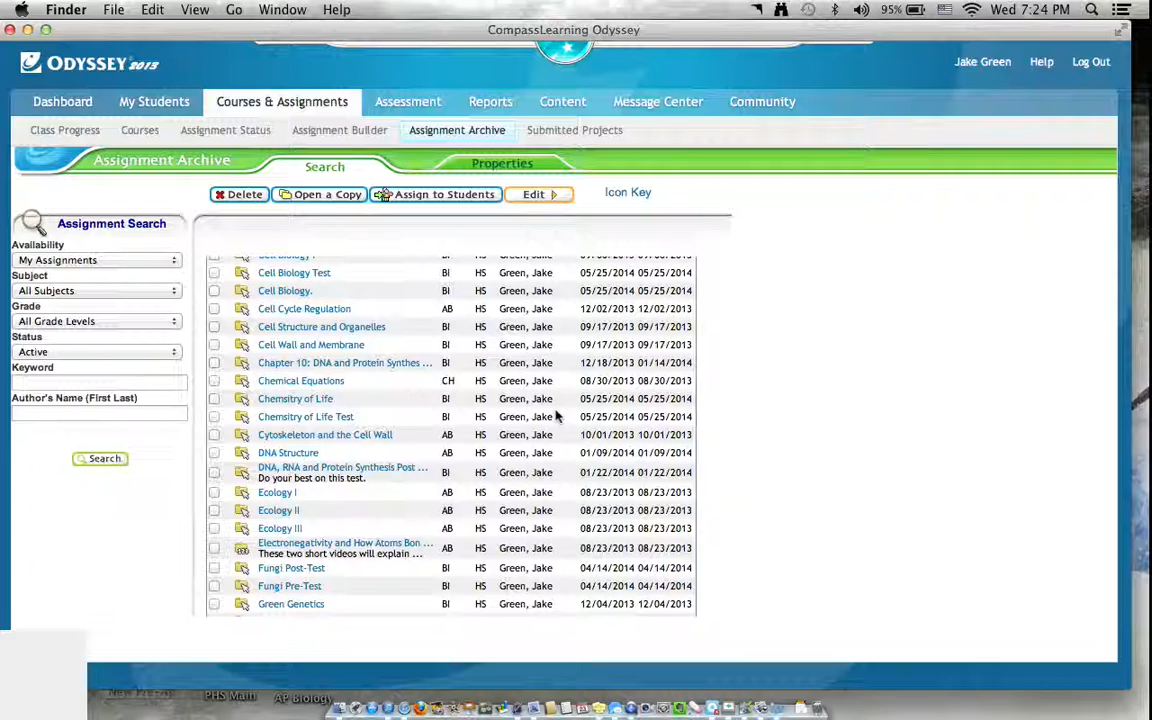 Finder File Edit View Go Window Help 95% Wed 7:24 PM
CompassLearning Odyssey
ODYSSEY 2013 Jake Green Help Log Out
Dashboard My Students Courses & Assignments Assessment Reports Content Message Center Community
Class Progress Courses Assignment Status Assignment Builder Assignment Archive Submitted Projects
Assignment Archive Search Properties
Delete Open a Copy Assign to Students Edit Icon Key
Assignment Search
Availability
My Assignments
Subject
All Subjects
Grade
All Grade Levels
Status
Active
Keyword
Author's Name (First Last)
Search
Cell Biology Test BI HS Green, Jake 05/25/2014 05/25/2014
Cell Biology. BI HS Green, Jake 05/25/2014 05/25/2014
Cell Cycle Regulation AB HS Green, Jake 12/02/2013 12/02/2013
Cell Structure and Organelles BI HS Green, Jake 09/17/2013 09/17/2013
Cell Wall and Membrane BI HS Green, Jake 09/17/2013 09/17/2013
Chapter 10: DNA and Protein Synthes ... BI HS Green, Jake 12/18/2013 01/14/2014
Chemical Equations CH HS Green, Jake 08/30/2013 08/30/2013
Chemsitry of Life BI HS Green, Jake 05/25/2014 05/25/2014
Chemsitry of Life Test BI HS Green, Jake 05/25/2014 05/25/2014
Cytoskeleton and the Cell Wall AB HS Green, Jake 10/01/2013 10/01/2013
DNA Structure AB HS Green, Jake 01/09/2014 01/09/2014
DNA, RNA and Protein Synthesis Post ... BI HS Green, Jake 01/22/2014 01/22/2014
Do your best on this test.
Ecology I AB HS Green, Jake 08/23/2013 08/23/2013
Ecology II AB HS Green, Jake 08/23/2013 08/23/2013
Ecology III AB HS Green, Jake 08/23/2013 08/23/2013
Electronegativity and How Atoms Bon ... AB HS Green, Jake 08/23/2013 08/23/2013
These two short videos will explain ...
Fungi Post-Test BI HS Green, Jake 04/14/2014 04/14/2014
Fungi Pre-Test BI HS Green, Jake 04/14/2014 04/14/2014
Green Genetics BI HS Green, Jake 12/04/2013 12/04/2013
PHS Main AP Biology